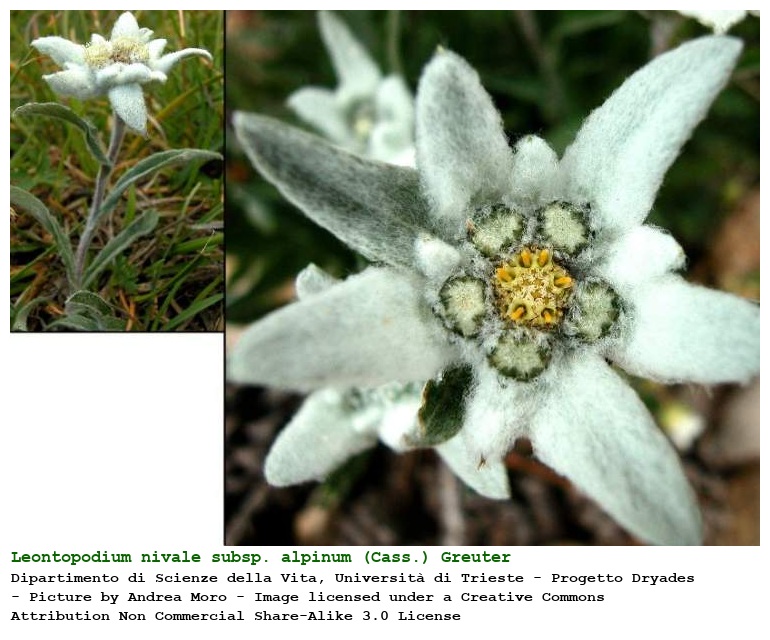 Leontopodium nivale subsp. alpinum (Cass.) Greuter
Dipartimento di Scienze della Vita, Università di Trieste - Progetto Dryades
- Picture by Andrea Moro - Image licensed under a Creative Commons
Attribution Non Commercial Share-Alike 3.0 License